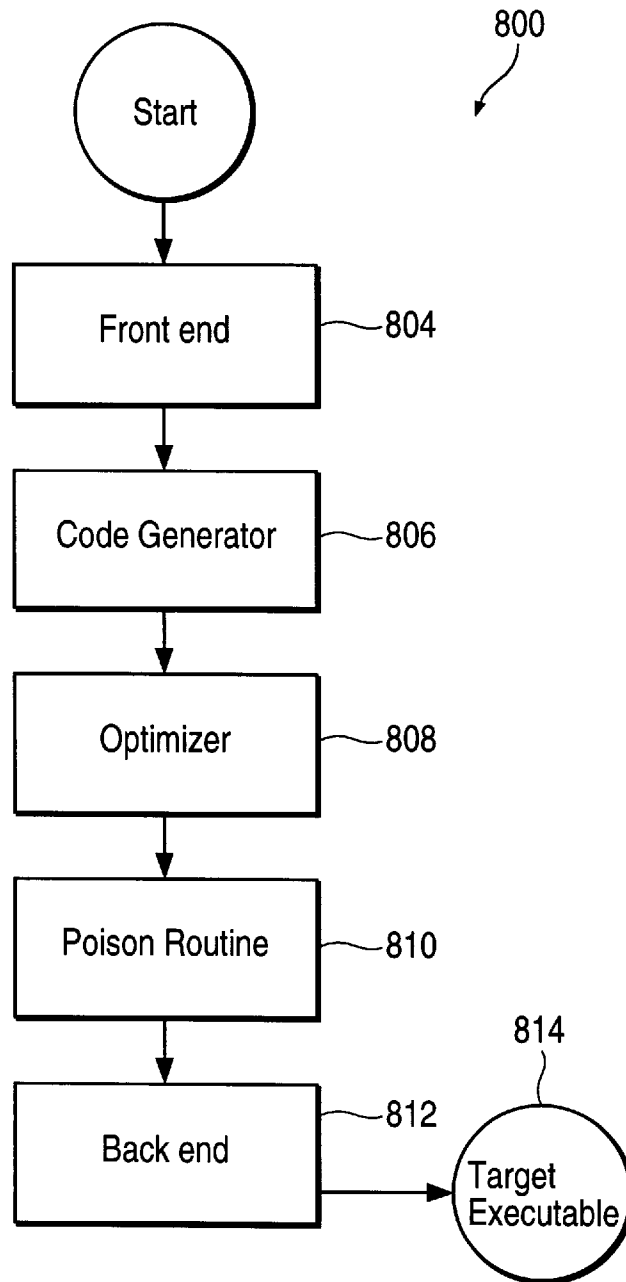 800
Start
Front end
804
Code Generator
806
Optimizer
808
Poison Routine
810
814
Back end
812
Target
Executable